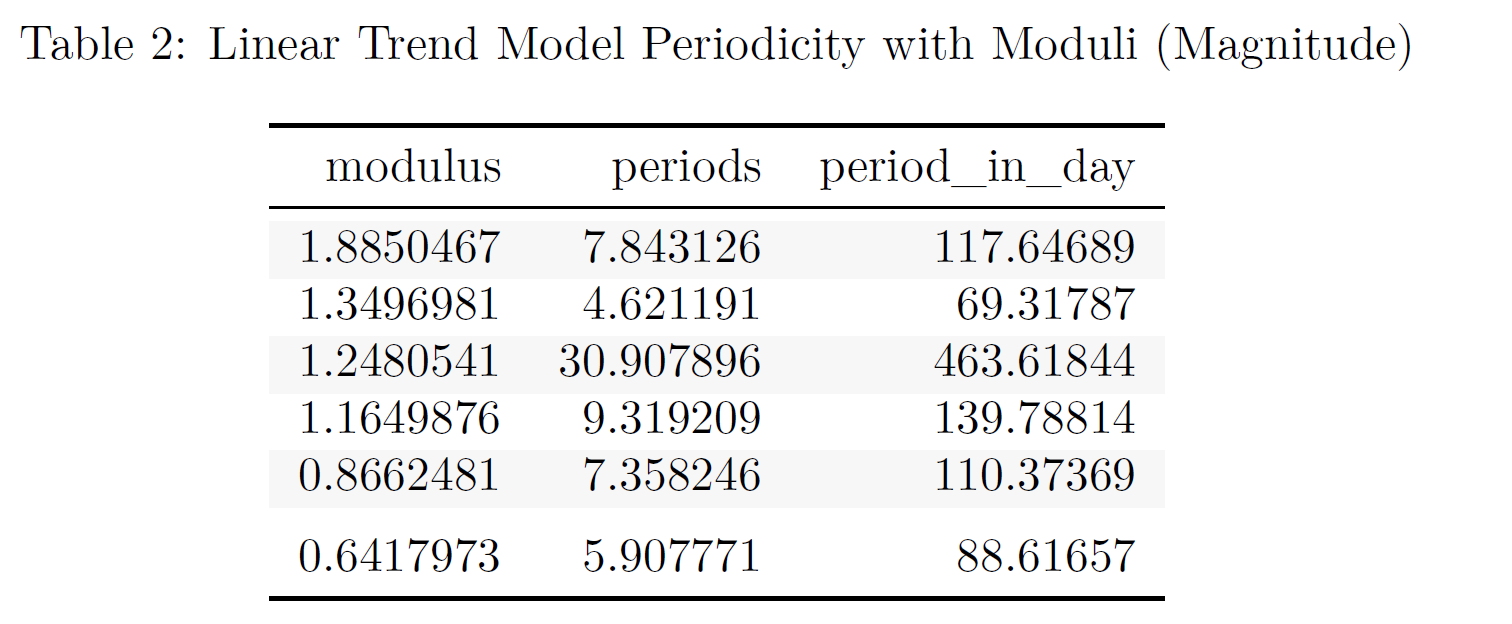 Table 2: Linear Trend Model Periodicity with Moduli (Magnitude)
modulus periods period_in_day
1.8850467 7.843126 117.64689
1.3496981 4.621191 69.31787
1.2480541 30.907896 463.61844
1.1649876 9.319209 139.78814
0.8662481 7.358246 110.37369
0.6417973 5.907771 88.61657